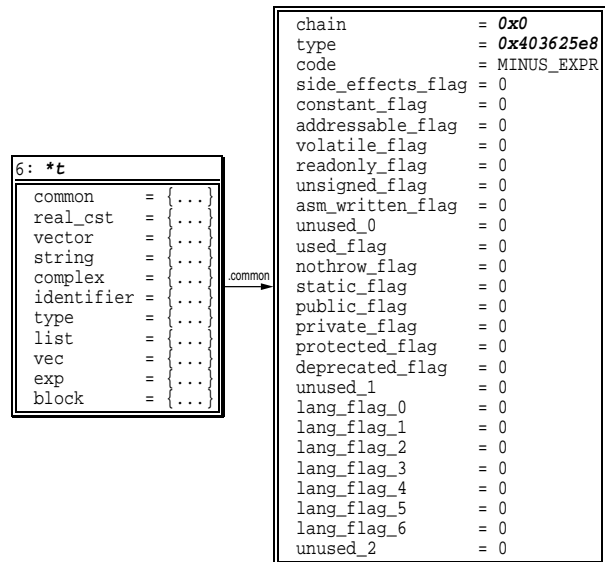 6: *t
common = {...}
real_cst = {...}
vector = {...}
string = {...}
complex = {...}
identifier = {...}
type = {...}
list = {...}
vec = {...}
exp = {...}
block = {...}
.common
chain = 0x0
type = 0x403625e8
code = MINUS_EXPR
side_effects_flag = 0
constant_flag = 0
addressable_flag = 0
volatile_flag = 0
readonly_flag = 0
unsigned_flag = 0
asm_written_flag = 0
unused_0 = 0
used_flag = 0
nothrow_flag = 0
static_flag = 0
public_flag = 0
private_flag = 0
protected_flag = 0
deprecated_flag = 0
unused_1 = 0
lang_flag_0 = 0
lang_flag_1 = 0
lang_flag_2 = 0
lang_flag_3 = 0
lang_flag_4 = 0
lang_flag_5 = 0
lang_flag_6 = 0
unused_2 = 0